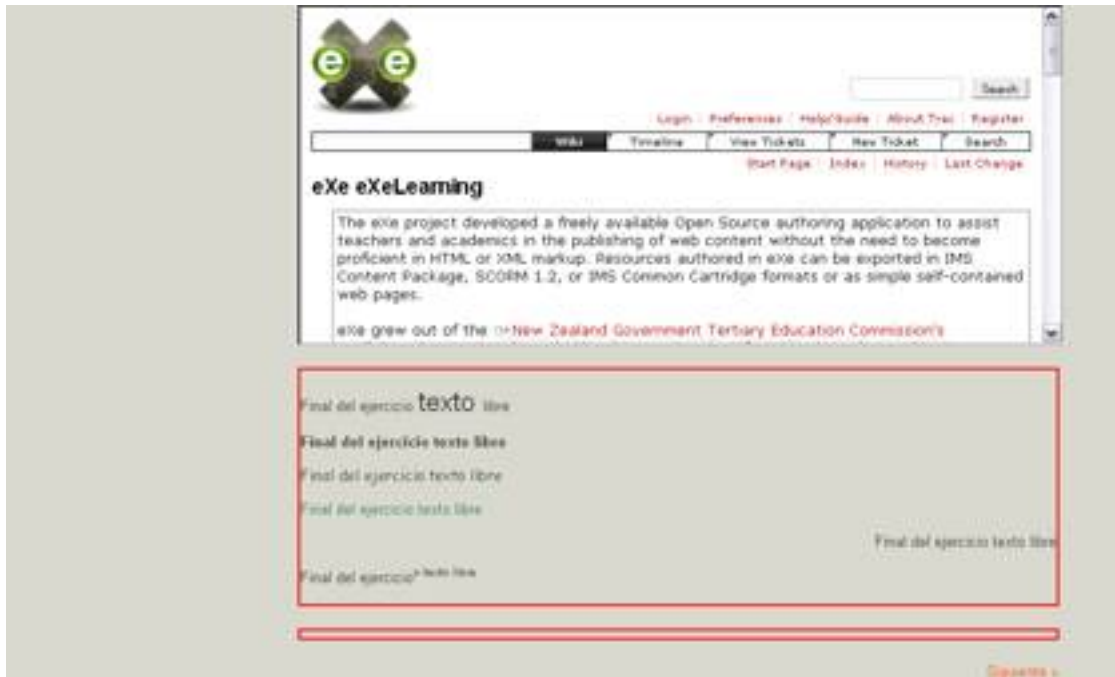 e e
Search
Login Preferences Help/Guide About Trac Register
Wiki Timeline View Tickets New Ticket Search
Start Page Index History Last Change
eXe eXeLearning
The eXe project developed a freely available Open Source authoring application to assist
teachers and academics in the publishing of web content without the need to become
proficient in HTML or XML markup. Resources authored in eXe can be exported in IMS
Content Package, SCORM 1.2, or IMS Common Cartridge formats or as simple self-contained
web pages.
eXe grew out of the New Zealand Government Tertiary Education Commission's
Final del ejercicio texto libre
Final del ejercicio texto libre
Final del ejercicio texto libre
Final del ejercicio texto libre
Final del ejercicio texto libre
Final del ejercicio texto libre
Siguiente »